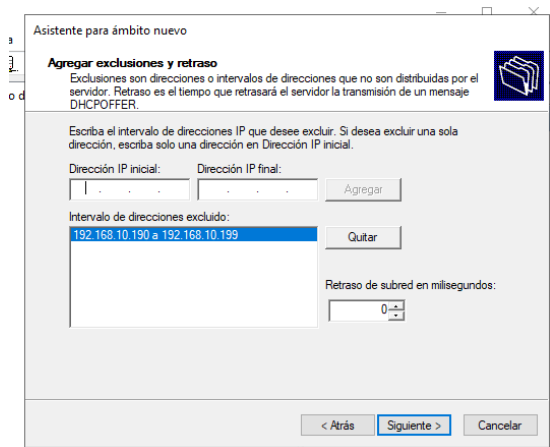 Asistente para ámbito nuevo
a
o d
Agregar exclusiones y retraso
Exclusiones son direcciones o intervalos de direcciones que no son distribuidas por el
servidor. Retraso es el tiempo que retrasará el servidor la transmisión de un mensaje
DHCPOFFER.
Escriba el intervalo de direcciones IP que desee excluir. Si desea excluir una sola
dirección, escriba solo una dirección en Dirección IP inicial.
Dirección IP inicial: Dirección IP final:
. . . . . . Agregar
Intervalo de direcciones excluido:
192.168.10.190 a 192.168.10.199 Quitar
Retraso de subred en milisegundos:
0
< Atrás Siguiente > Cancelar